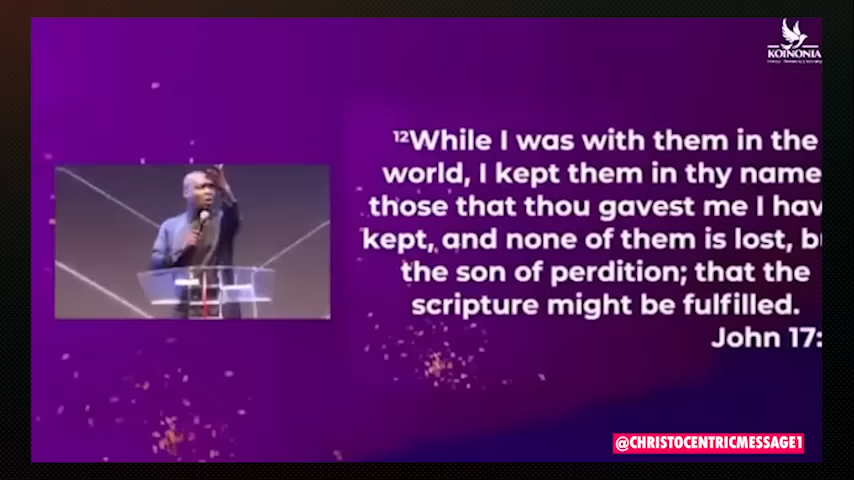 KOINONIA
¹²While I was with them in the
world, I kept them in thy name
those that thou gavest me I hav
kept, and none of them is lost, bu
the son of perdition; that the
scripture might be fulfilled.
John 17:
@CHRISTOCENTRICMESSAGE1